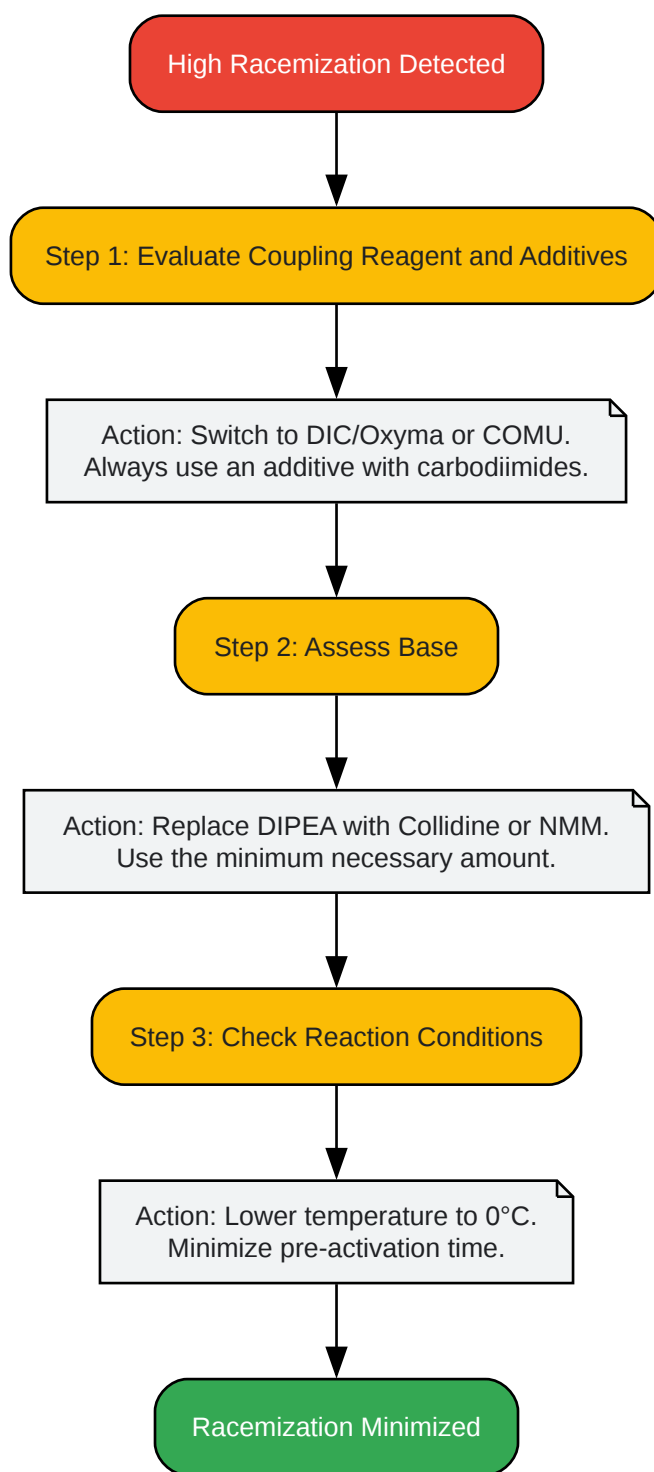 High Racemization Detected
Step 1: Evaluate Coupling Reagent and Additives
Action: Switch to DIC/Oxyma or COMU.
Always use an additive with carbodiimides.
Step 2: Assess Base
Action: Replace DIPEA with Collidine or NMM.
Use the minimum necessary amount.
Step 3: Check Reaction Conditions
Action: Lower temperature to 0°C.
Minimize pre-activation time.
Racemization Minimized